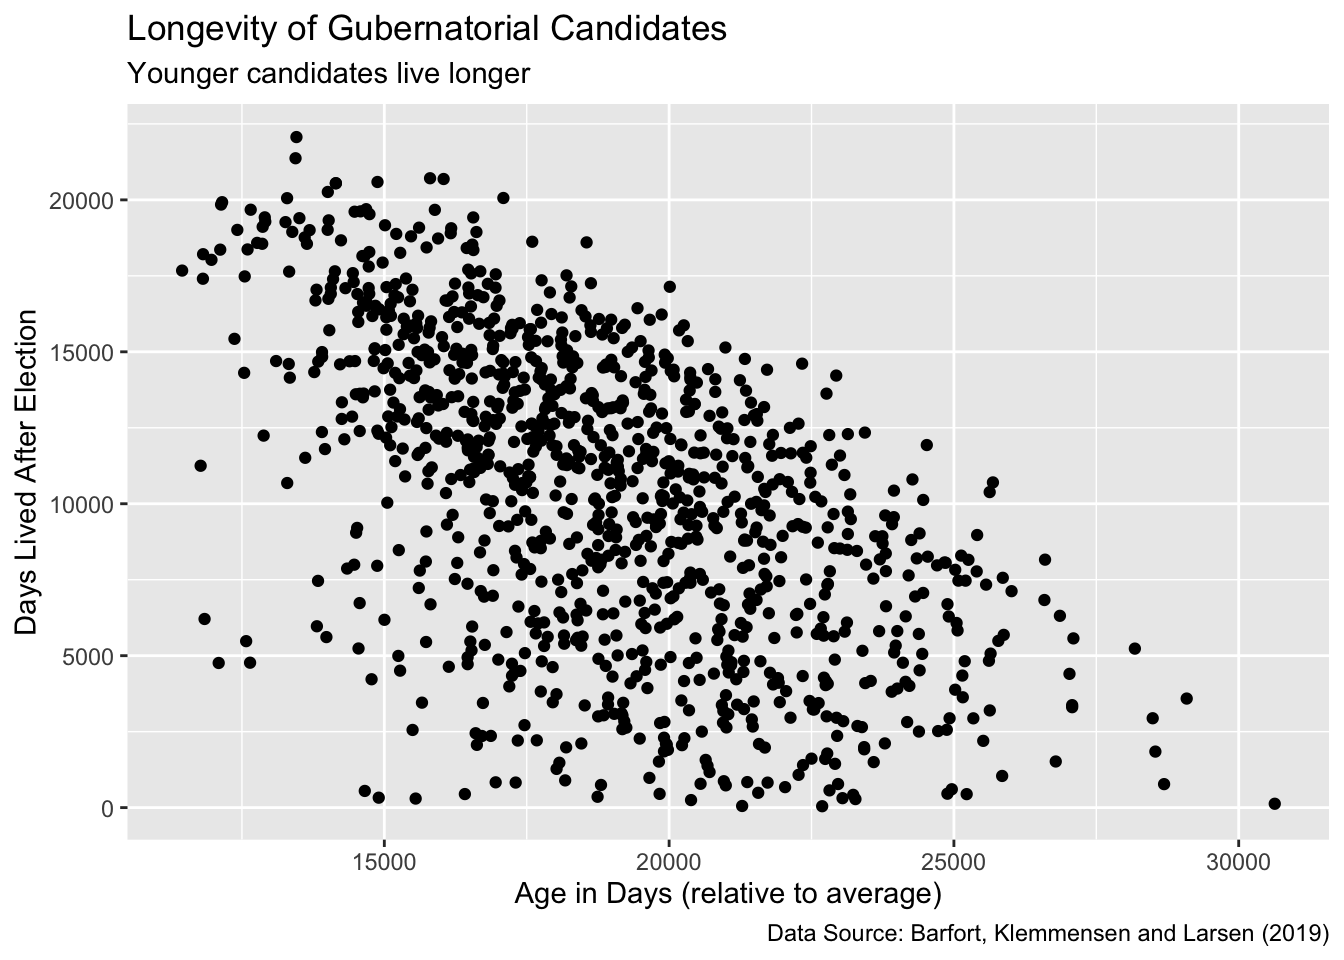 Longevity of Gubernatorial Candidates
Younger candidates live longer
Days Lived After Election
20000
15000
10000
5000
0
15000 20000 25000 30000
Age in Days (relative to average)
Data Source: Barfort, Klemmensen and Larsen (2019)